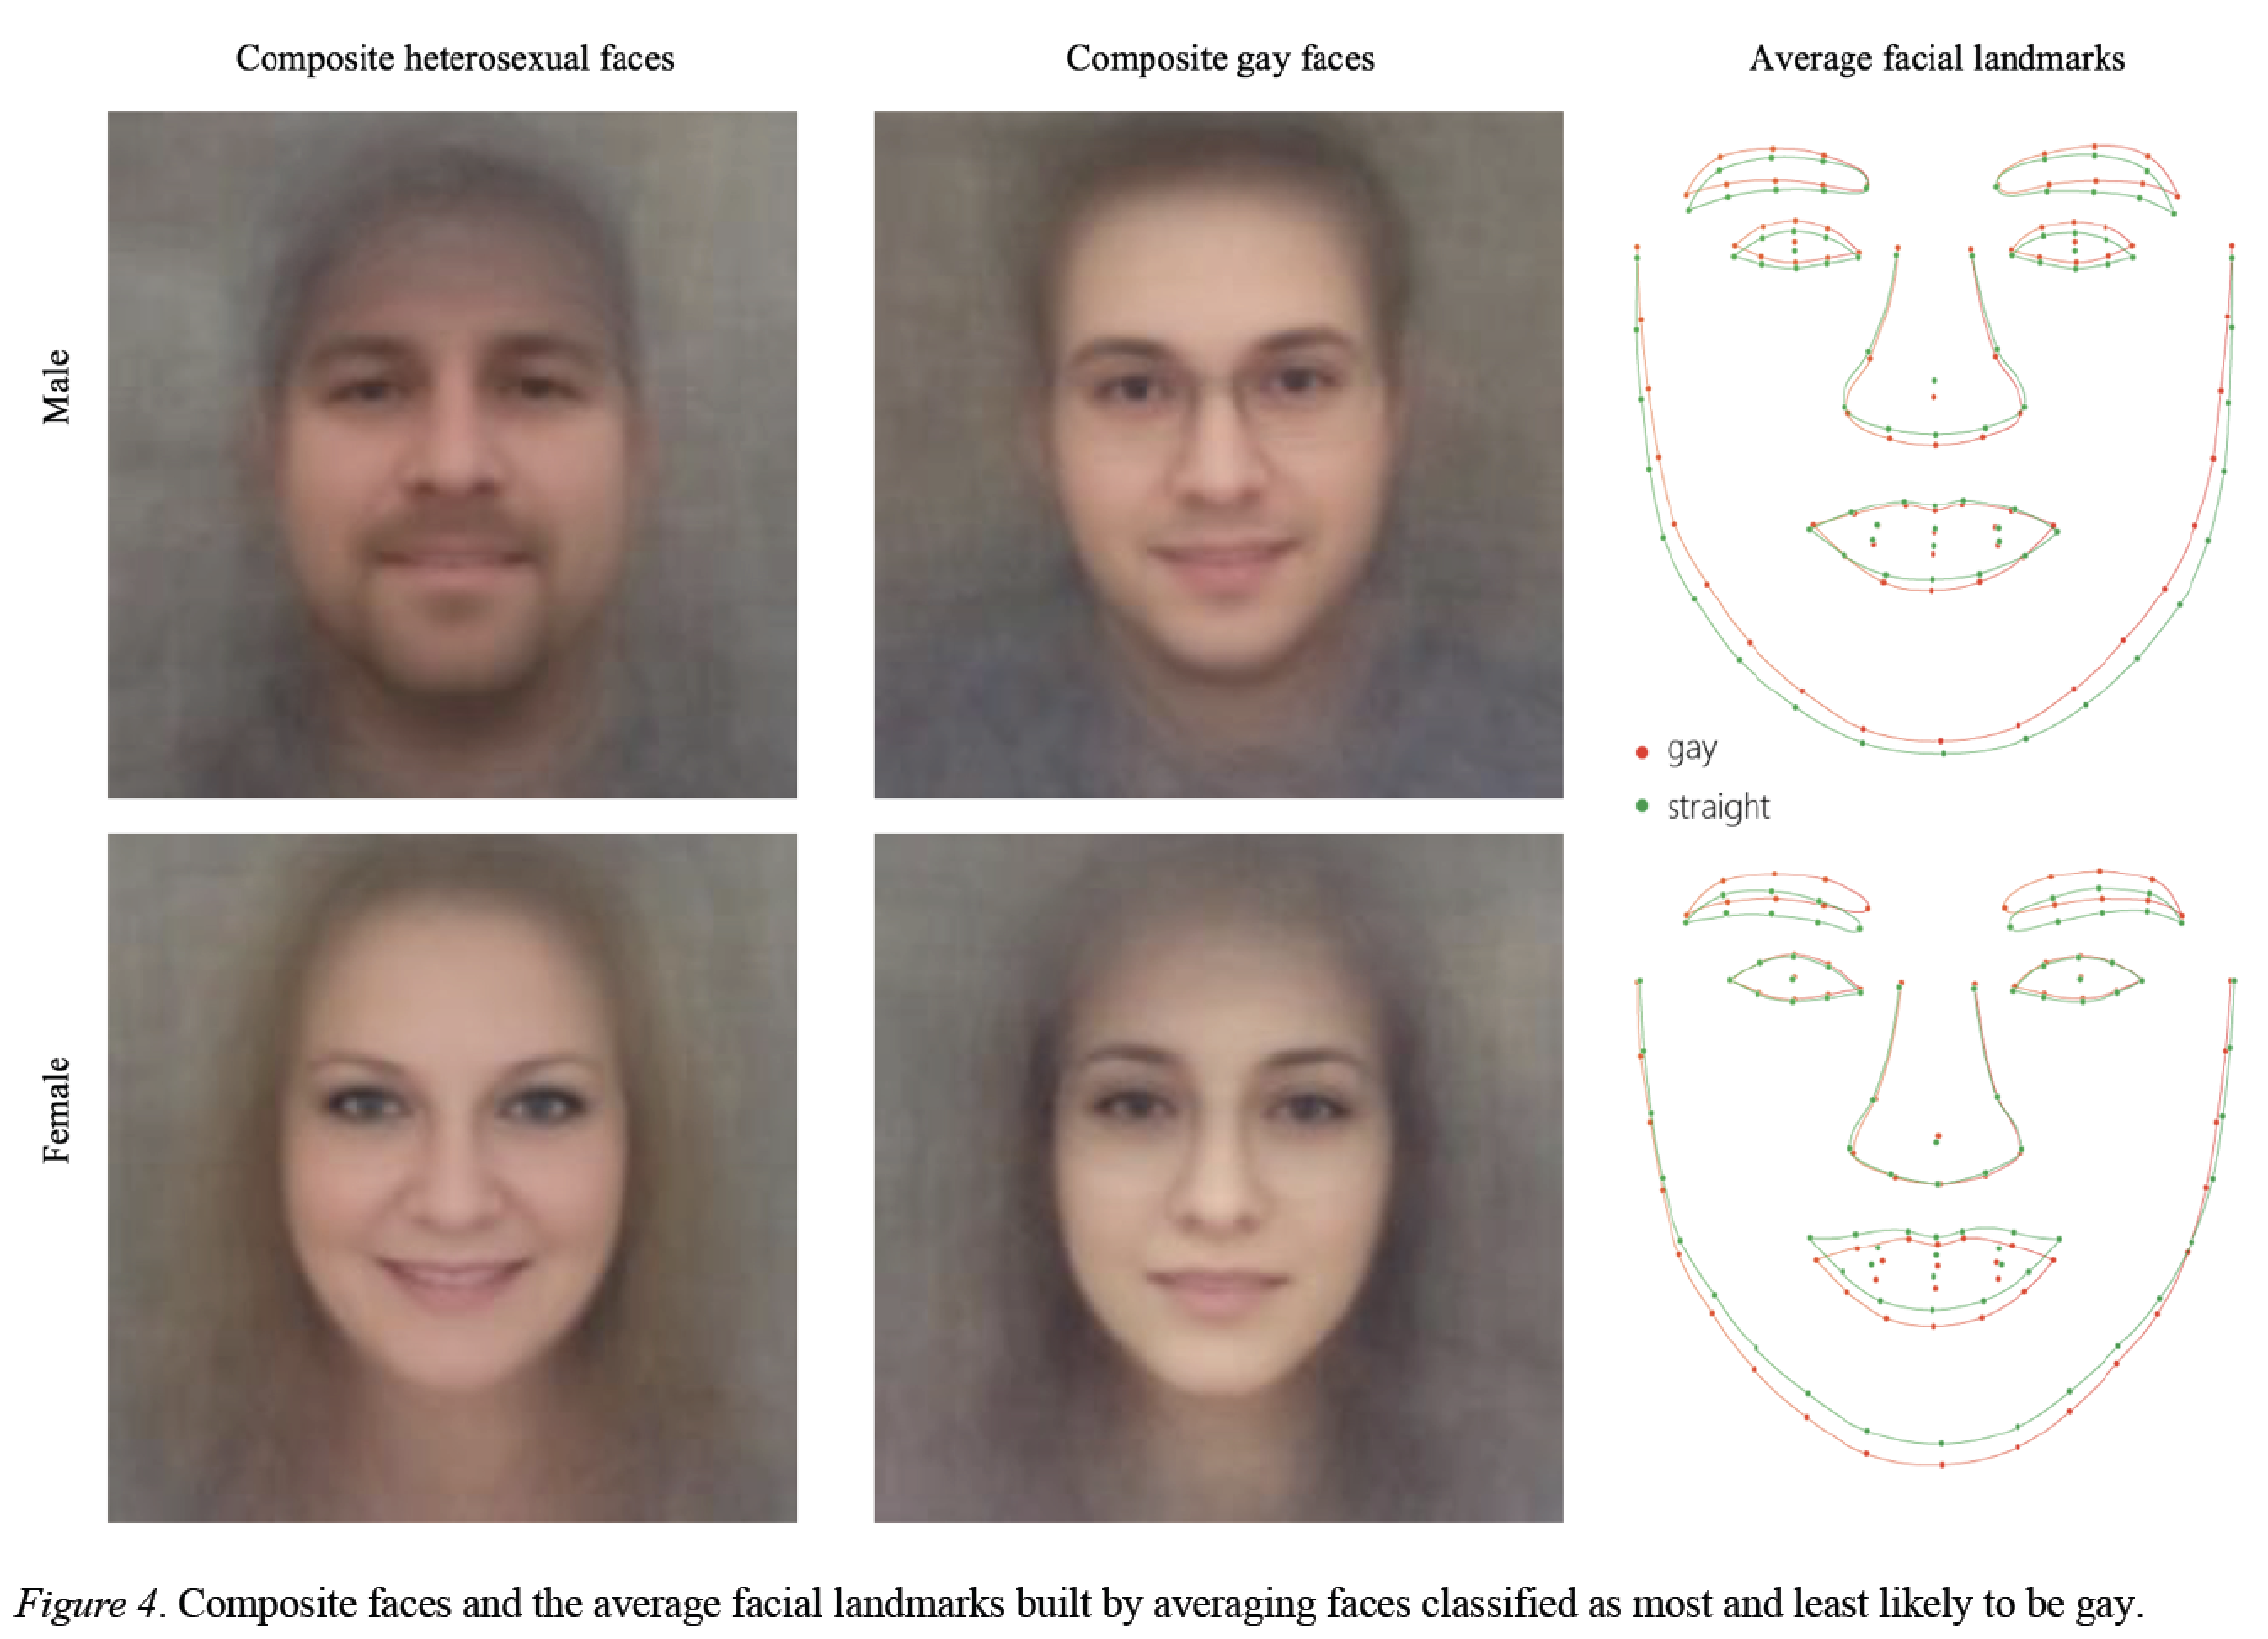 Composite heterosexual faces
Composite gay faces
Average facial landmarks
Male
gay
straight
Female
Figure 4. Composite faces and the average facial landmarks built by averaging faces classified as most and least likely to be gay.